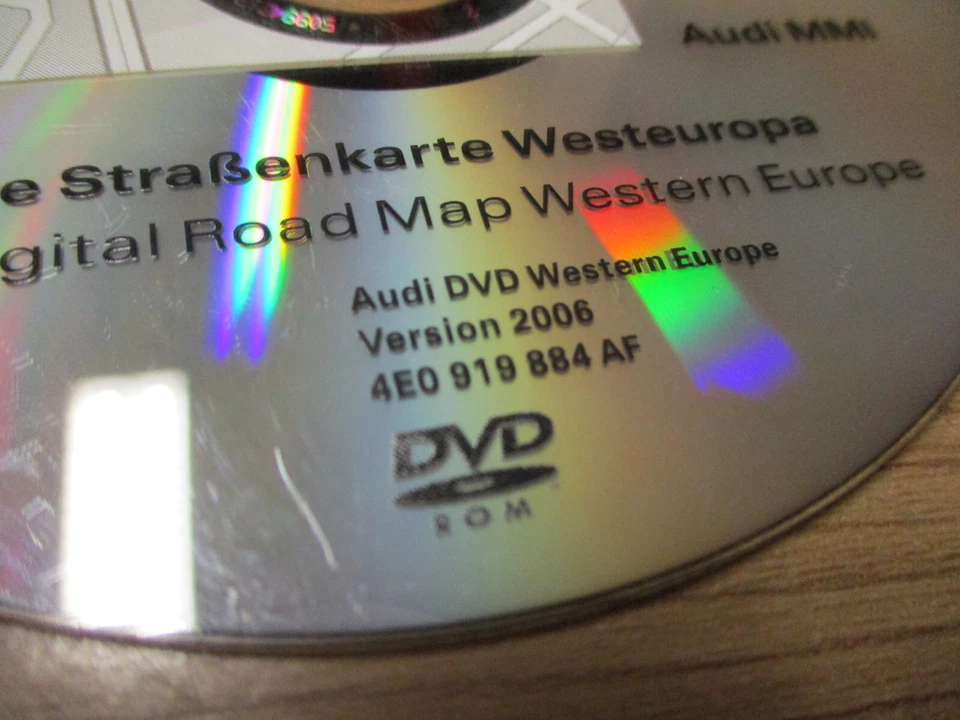 Audi MMI
e Straßenkarte Westeuropa
gital Road Map Western Europe
Audi DVD Western Europe
Version 2006
4E0 919 884 AF
DVD
ROM